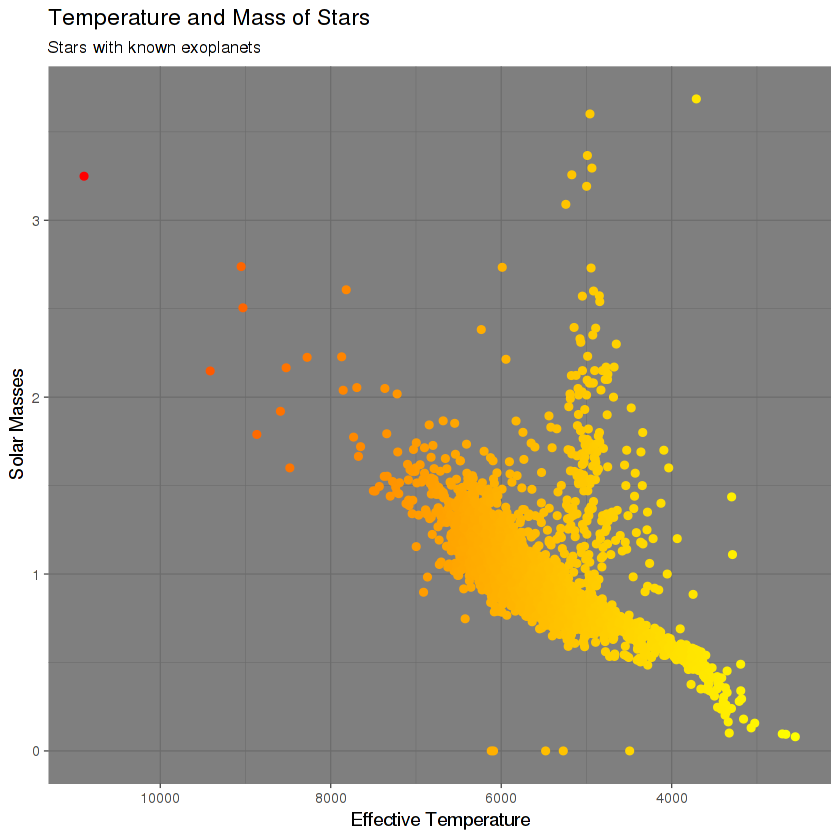 Temperature and Mass of Stars
Stars with known exoplanets
Solar Masses
3
2
1
0
10000 8000 6000 4000
Effective Temperature